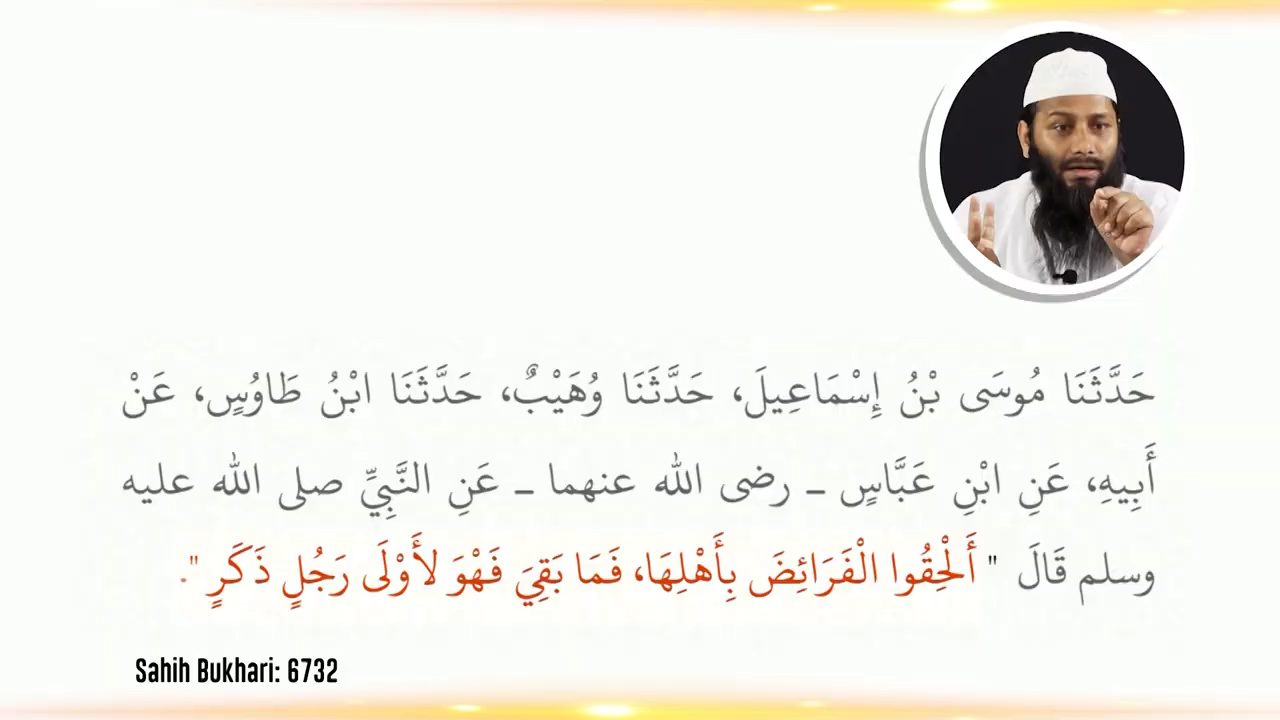 حَدَّثَنَا مُوسَى بْنُ إِسْمَاعِيلَ، حَدَّثَنَا وُهَيْبٌ، حَدَّثَنَا ابْنُ طَاوُسٍ، عَنْ
أَبِيهِ، عَنِ ابْنِ عَبَّاسٍ ـ رضى الله عنهما ـ عَنِ النَّبِيِّ صلى الله عليه
وسلم قَالَ " أَلْحِقُوا الْفَرَائِضَ بِأَهْلِهَا، فَمَا بَقِيَ فَهْوَ لأَوْلَى رَجُلٍ ذَكَرٍ ".
Sahih Bukhari: 6732